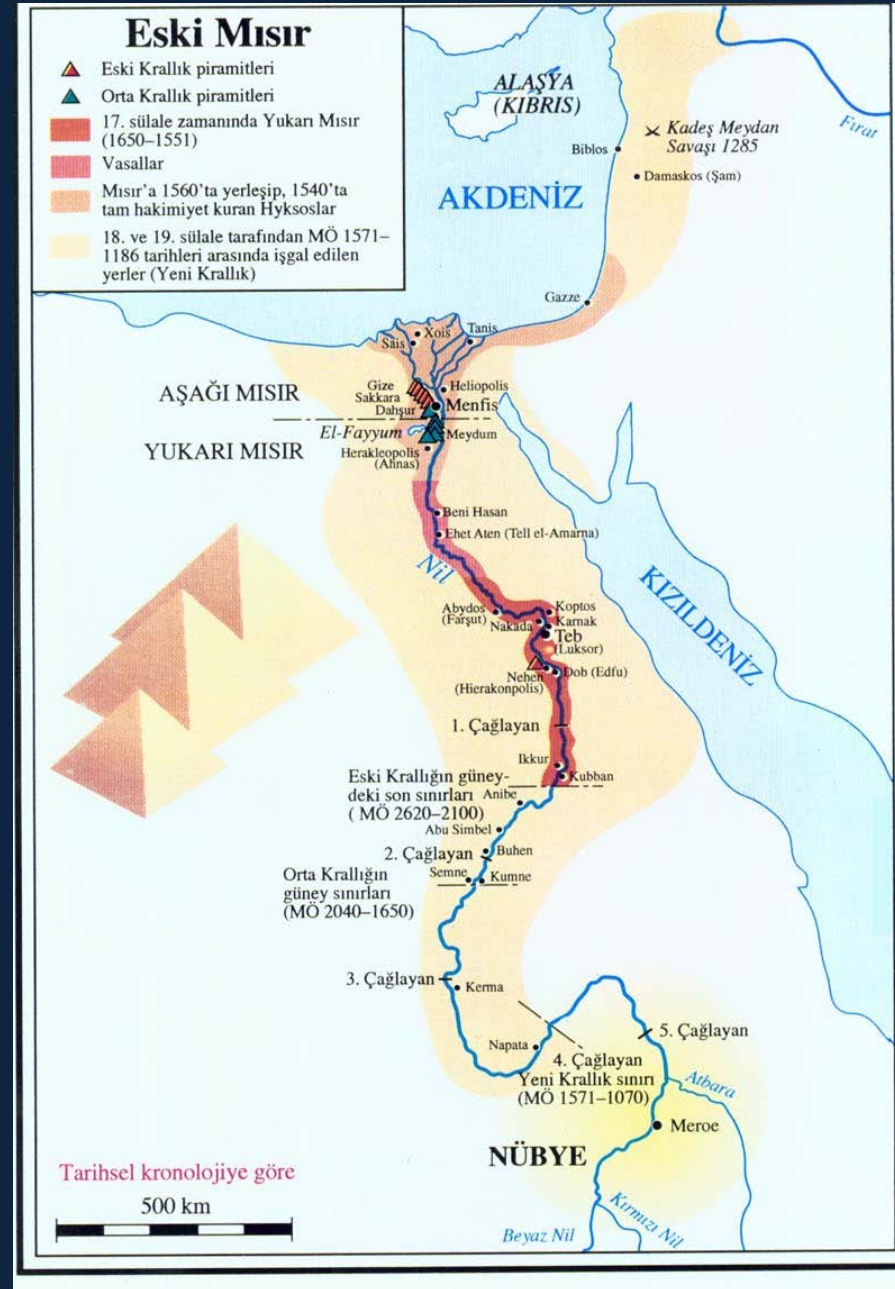 Eski Mısır
Eski Krallık piramitleri
Orta Krallık piramitleri
17. sülale zamanında Yukarı Mısır
(1650–1551)
Vasallar
Mısır'a 1560'ta yerleşip, 1540'ta
tam hakimiyet kuran Hyksoslar
18. ve 19. sülale tarafından MÖ 1571–
1186 tarihleri arasında işgal edilen
yerler (Yeni Krallık)
ALAŞYA
(KIBRIS)
Fırat
Kadeş Meydan
Savaşı 1285
Biblos
Damaskos (Şam)
AKDENİZ
Gazze
Xois
Tanis
Sais
AŞAĞI MISIR
Gize
Sakkara
Dahşur
Heliopolis
Menfis
El-Fayyum
Meydum
YUKARI MISIR
Herakleopolis
(Ahnas)
Beni Hasan
Ehet Aten (Tell el-Amarna)
Nil
KIZILDENİZ
Abydos
(Farşut)
Nakada
Koptos
Karnak
Teb
(Luksor)
Nehen
(Hierakonpolis)
Dob (Edfu)
1. Çağlayan
Ikkur
Kubban
Eski Krallığın güney-
deki son sınırları
( MÖ 2620–2100)
Anibe
Abu Simbel
2. Çağlayan
Buhen
Orta Krallığın
güney sınırları
(MÖ 2040–1650)
Semne
Kumne
3. Çağlayan
Kerma
Napata
4. Çağlayan
Yeni Krallık sınırı
(MÖ 1571–1070)
5. Çağlayan
Atbara
Meroe
NÜBYE
Tarihsel kronolojiye göre
500 km
Beyaz Nil
Kırmızı Nil